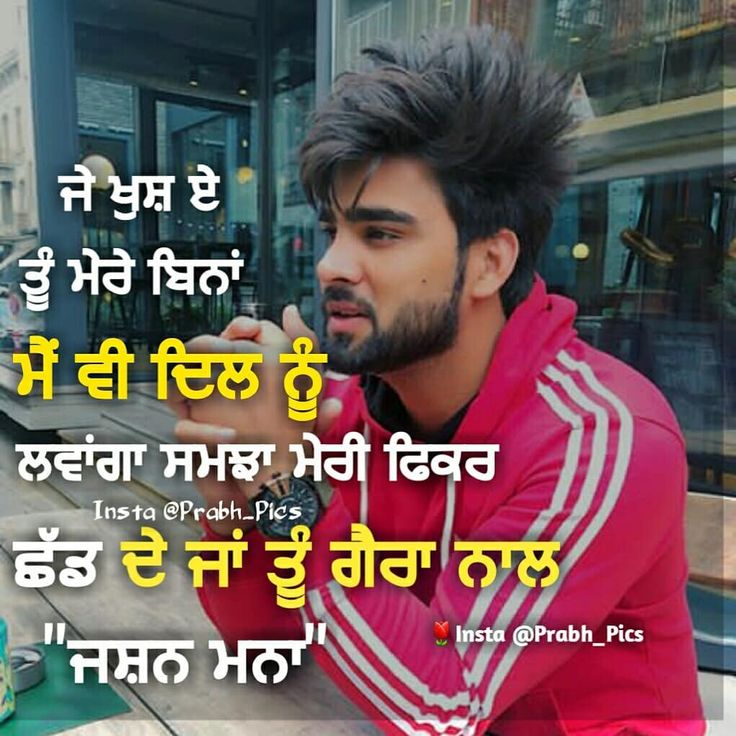 ਜੇ ਖੁਸ਼ ਏ
ਤੂੰ ਮੇਰੇ ਬਿਨਾਂ
ਮੈਂ ਵੀ ਦਿਲ ਨੂੰ
ਲਵਾਂਗਾ ਸਮਝਾ ਮੇਰੀ ਫਿਕਰ
Insta @Prabh_Pics
ਛੱਡ ਦੇ ਜਾਂ ਤੂੰ ਗੈਰਾ ਨਾਲ
🌷Insta @Prabh_Pics
"ਜਸ਼ਨ ਮਨਾ"